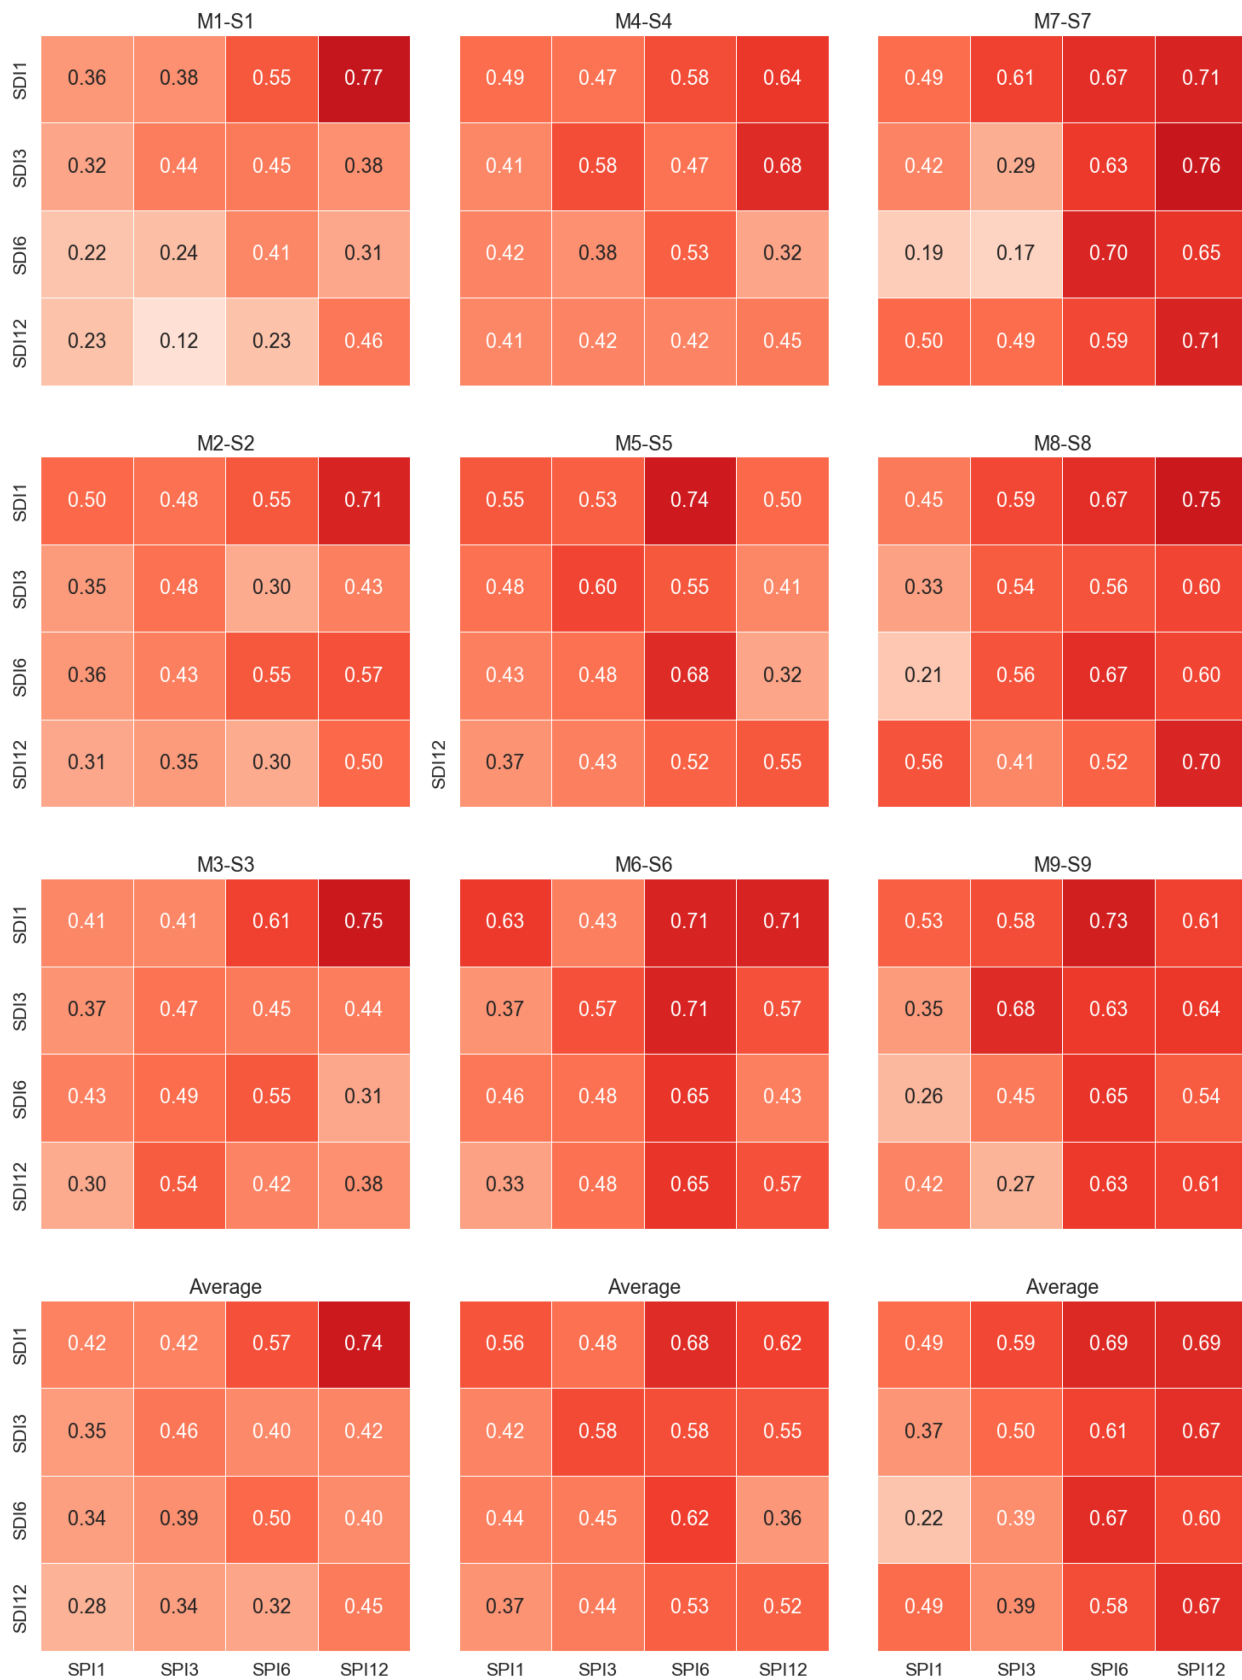 M1-S1 M4-S4 M7-S7
SDI1 0.36 0.38 0.55 0.77 0.49 0.47 0.58 0.64 0.49 0.61 0.67 0.71
SDI3 0.32 0.44 0.45 0.38 0.41 0.58 0.47 0.68 0.42 0.29 0.63 0.76
SDI6 0.22 0.24 0.41 0.31 0.42 0.38 0.53 0.32 0.19 0.17 0.70 0.65
SDI12 0.23 0.12 0.23 0.46 0.41 0.42 0.42 0.45 0.50 0.49 0.59 0.71
M2-S2 M5-S5 M8-S8
SDI1 0.50 0.48 0.55 0.71 0.55 0.53 0.74 0.50 0.45 0.59 0.67 0.75
SDI3 0.35 0.48 0.30 0.43 0.48 0.60 0.55 0.41 0.33 0.54 0.56 0.60
SDI6 0.36 0.43 0.55 0.57 0.43 0.48 0.68 0.32 0.21 0.56 0.67 0.60
SDI12 0.31 0.35 0.30 0.50 SDI12 0.37 0.43 0.52 0.55 0.56 0.41 0.52 0.70
M3-S3 M6-S6 M9-S9
SDI1 0.41 0.41 0.61 0.75 0.63 0.43 0.71 0.71 0.53 0.58 0.73 0.61
SDI3 0.37 0.47 0.45 0.44 0.37 0.57 0.71 0.57 0.35 0.68 0.63 0.64
SDI6 0.43 0.49 0.55 0.31 0.46 0.48 0.65 0.43 0.26 0.45 0.65 0.54
SDI12 0.30 0.54 0.42 0.38 0.33 0.48 0.65 0.57 0.42 0.27 0.63 0.61
Average Average Average
SDI1 0.42 0.42 0.57 0.74 0.56 0.48 0.68 0.62 0.49 0.59 0.69 0.69
SDI3 0.35 0.46 0.40 0.42 0.42 0.58 0.58 0.55 0.37 0.50 0.61 0.67
SDI6 0.34 0.39 0.50 0.40 0.44 0.45 0.62 0.36 0.22 0.39 0.67 0.60
SDI12 0.28 0.34 0.32 0.45 0.37 0.44 0.53 0.52 0.49 0.39 0.58 0.67
SPI1 SPI3 SPI6 SPI12 SPI1 SPI3 SPI6 SPI12 SPI1 SPI3 SPI6 SPI12